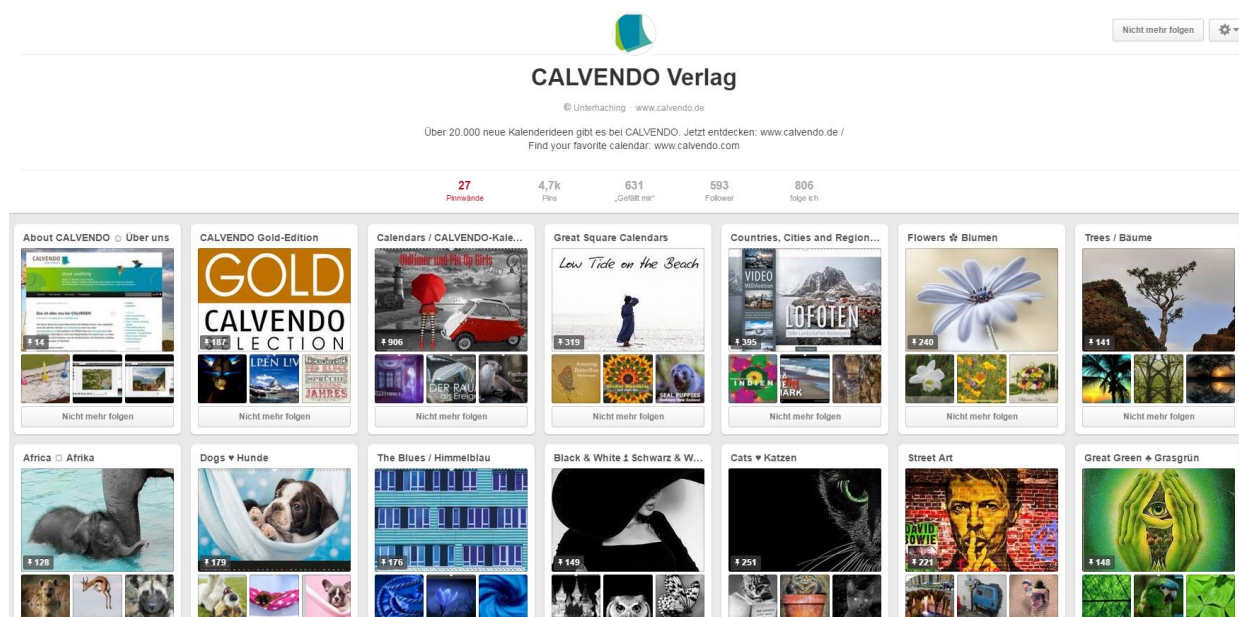 Nicht mehr folgen
CALVENDO Verlag
Unterhaching · www.calvendo.de
Über 20.000 neue Kalenderideen gibt es bei CALVENDO. Jetzt entdecken: www.calvendo.de /
Find your favorite calendar: www.calvendo.com
27 4,7k 631 593 806
Pinnwände Pins „Gefällt mir" Follower folge ich
About CALVENDO ☺ Über uns
CALVENDO
14
Nicht mehr folgen
CALVENDO Gold-Edition
GOLD
CALVENDO
LLECTION
187
JAHRES
Nicht mehr folgen
Calendars / CALVENDO-Kale...
Oldtimer und Pin Up Girls
906
DER RAU
Nicht mehr folgen
Great Square Calendars
Low Tide on the Beach
319
SEAL PUPPIES
Nicht mehr folgen
Countries, Cities and Region...
VIDEO
LOFOTEN
395
INDIEN
Nicht mehr folgen
Flowers ✿ Blumen
240
Nicht mehr folgen
Trees / Bäume
141
Nicht mehr folgen
Africa ☼ Afrika
128
Dogs ♥ Hunde
179
The Blues / Himmelblau
176
Black & White ⁑ Schwarz & W...
149
Cats ♥ Katzen
251
Street Art
DAVID
BOWIE
221
Great Green ♣ Grasgrün
148